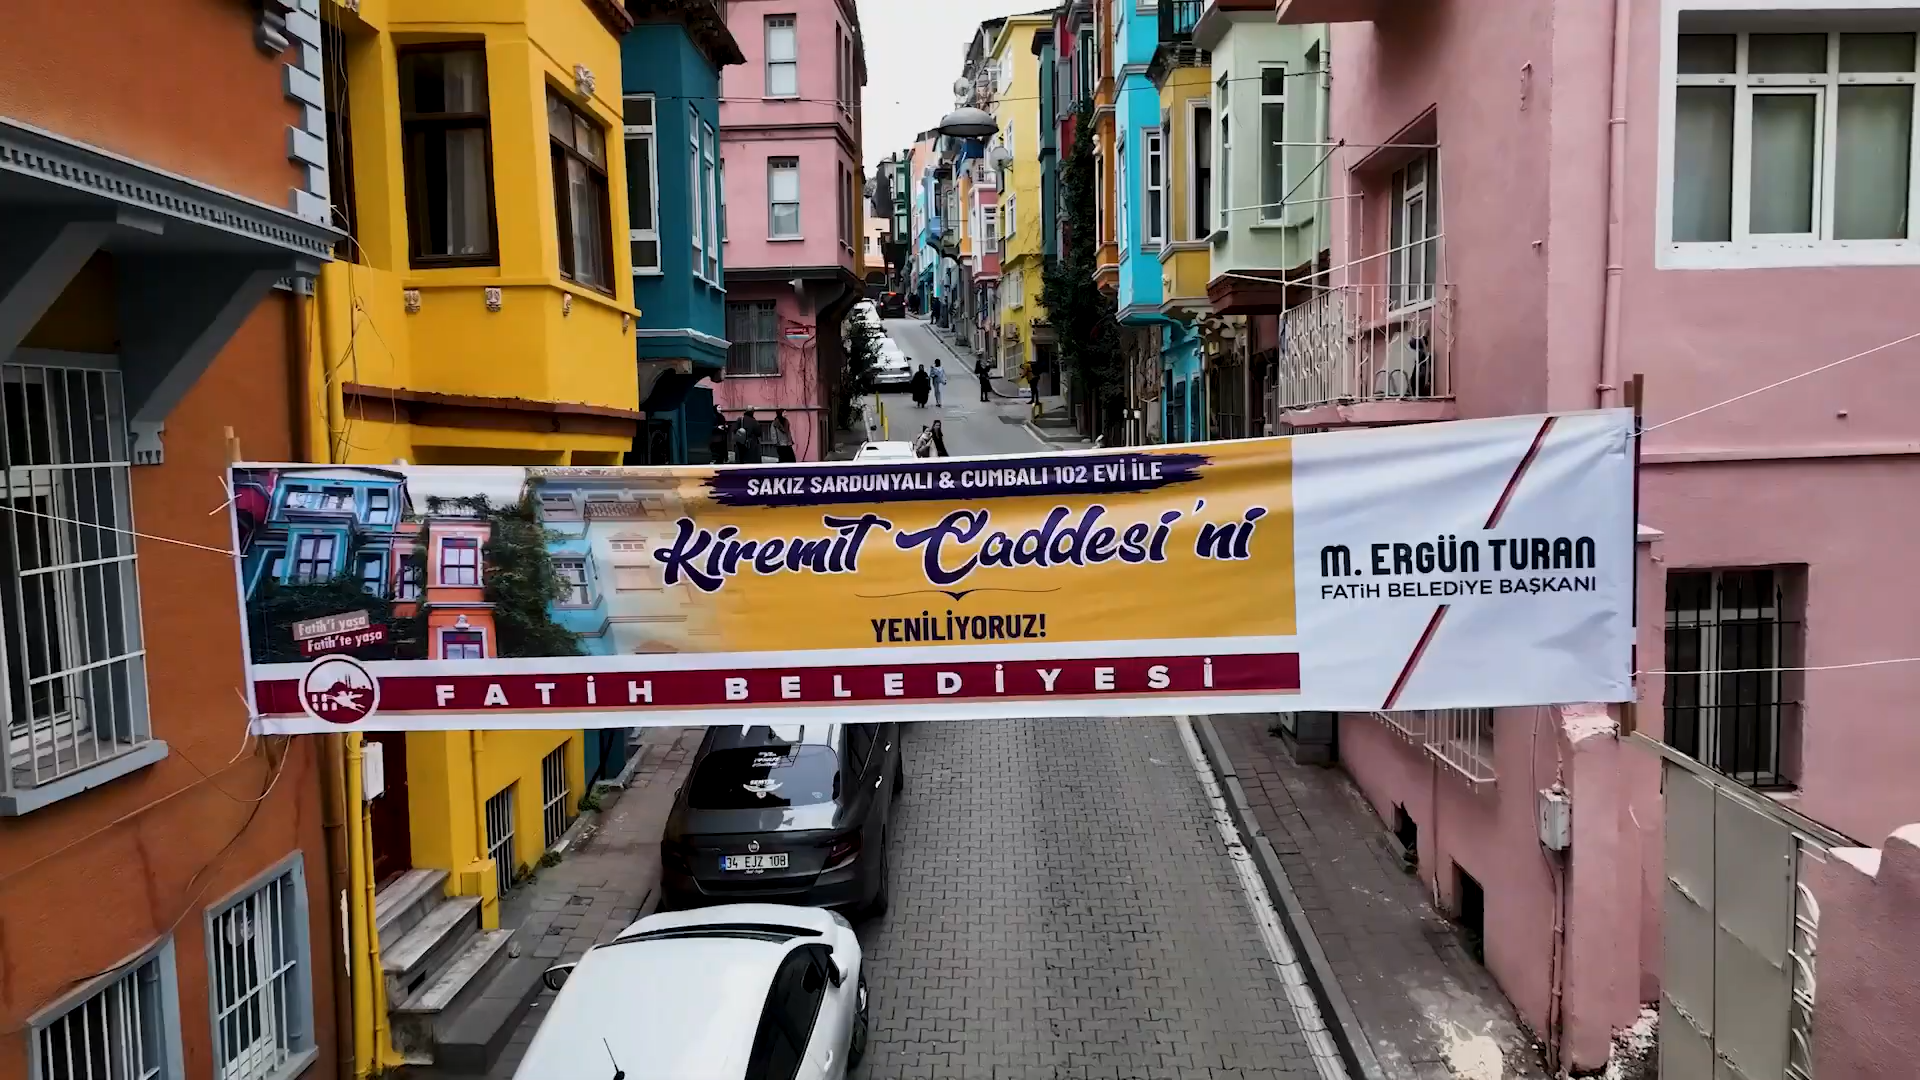 SAKIZ SARDUNYALI & CUMBALI 102 EVİ İLE
Kiremit Caddesi'ni
YENİLİYORUZ!
M. ERGÜN TURAN
FATİH BELEDİYE BAŞKANI
Fatih'i yaşa
Fatih'te yaşa
FATİH BELEDİYESİ
34 EJZ 108